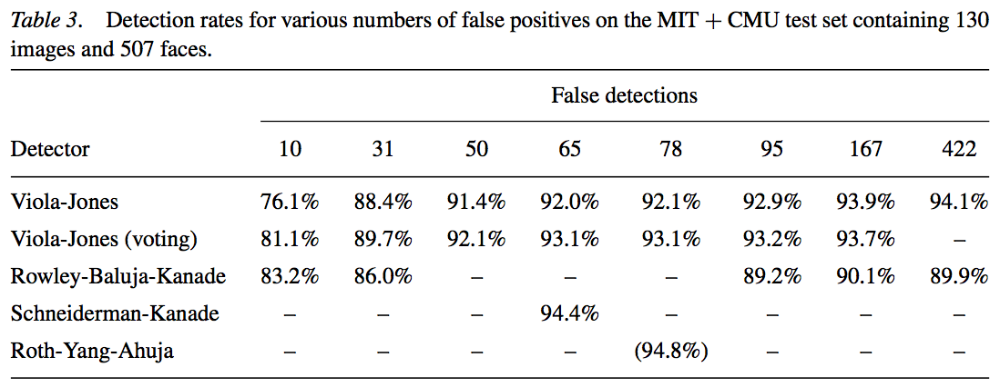 Table 3. Detection rates for various numbers of false positives on the MIT + CMU test set containing 130
images and 507 faces.
False detections
Detector 10 31 50 65 78 95 167 422
Viola-Jones 76.1% 88.4% 91.4% 92.0% 92.1% 92.9% 93.9% 94.1%
Viola-Jones (voting) 81.1% 89.7% 92.1% 93.1% 93.1% 93.2% 93.7% –
Rowley-Baluja-Kanade 83.2% 86.0% – – – 89.2% 90.1% 89.9%
Schneiderman-Kanade – – – 94.4% – – – –
Roth-Yang-Ahuja – – – – (94.8%) – – –